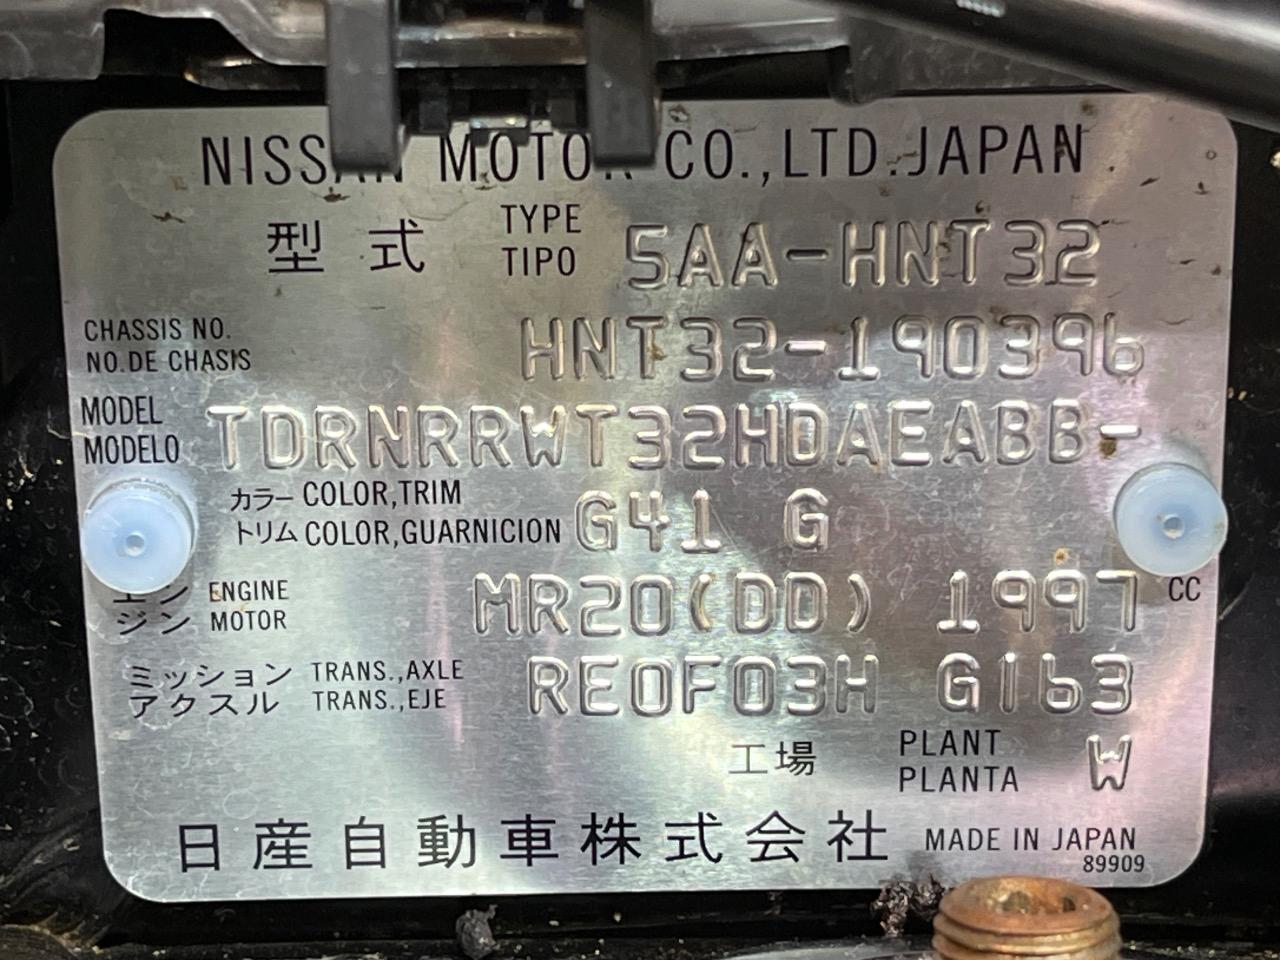 NISSAN MOTOR CO.,LTD.JAPAN
型式 TYPE TIPO 5AA-HNT32
CHASSIS NO. NO.DE CHASIS HNT32-190396
MODEL MODELO TDRNRRWT32HDAEABB-
カラー COLOR,TRIM
トリム COLOR,GUARNICION G41 G
エン ENGINE
ジン MOTOR MR20(DD) 1997 CC
ミッション TRANS.,AXLE
アクスル TRANS.,EJE RE0F03H G163
工場 PLANT PLANTA W
日産自動車株式会社 MADE IN JAPAN
89909